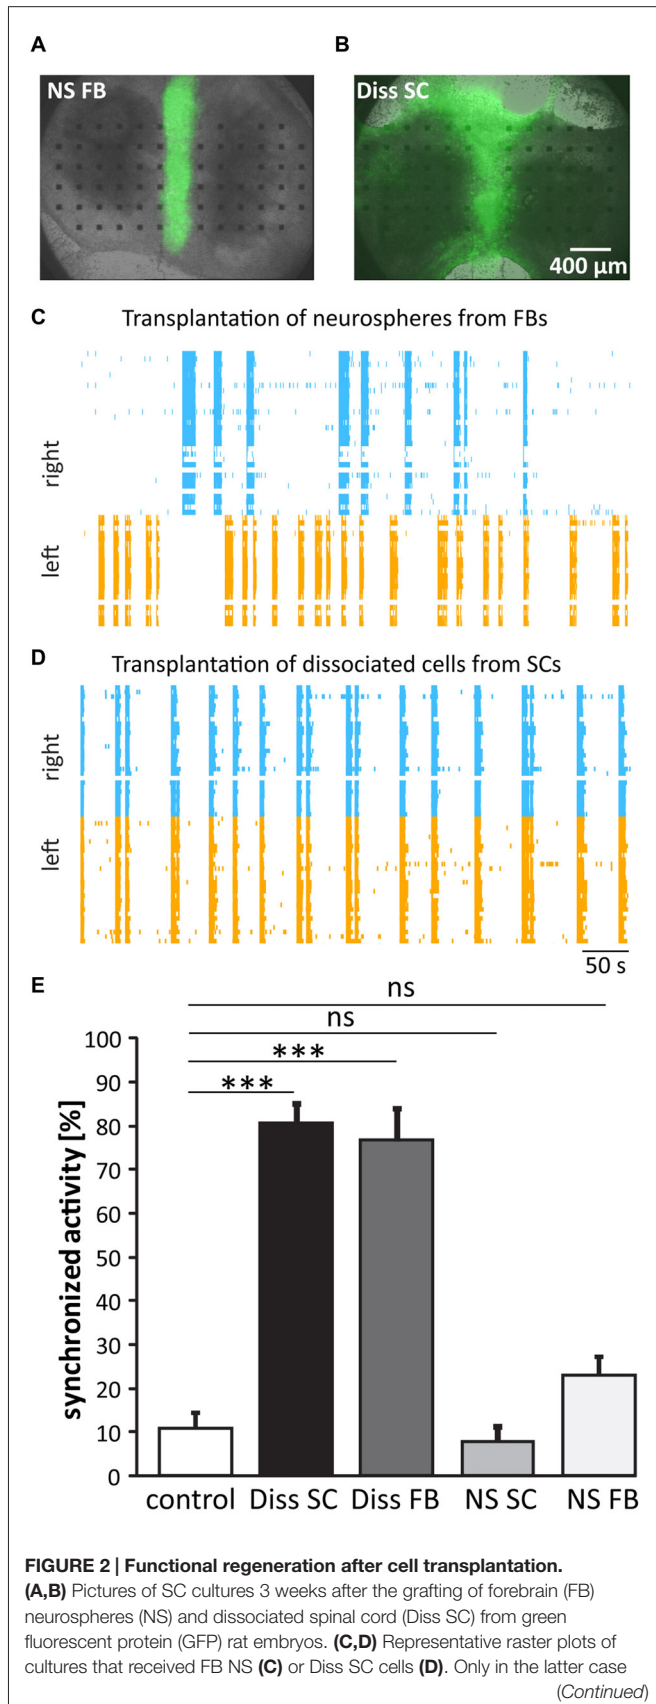 A
B
NS FB
Diss SC
400 µm
C
Transplantation of neurospheres from FBs
right
left
D
Transplantation of dissociated cells from SCs
right
left
50 s
E
ns
ns
***
***
synchronized activity [%]
100
90
80
70
60
50
40
30
20
10
0
control Diss SC Diss FB NS SC NS FB
FIGURE 2 | Functional regeneration after cell transplantation.
(A,B) Pictures of SC cultures 3 weeks after the grafting of forebrain (FB)
neurospheres (NS) and dissociated spinal cord (Diss SC) from green
fluorescent protein (GFP) rat embryos. (C,D) Representative raster plots of
cultures that received FB NS (C) or Diss SC cells (D). Only in the latter case
(Continued)